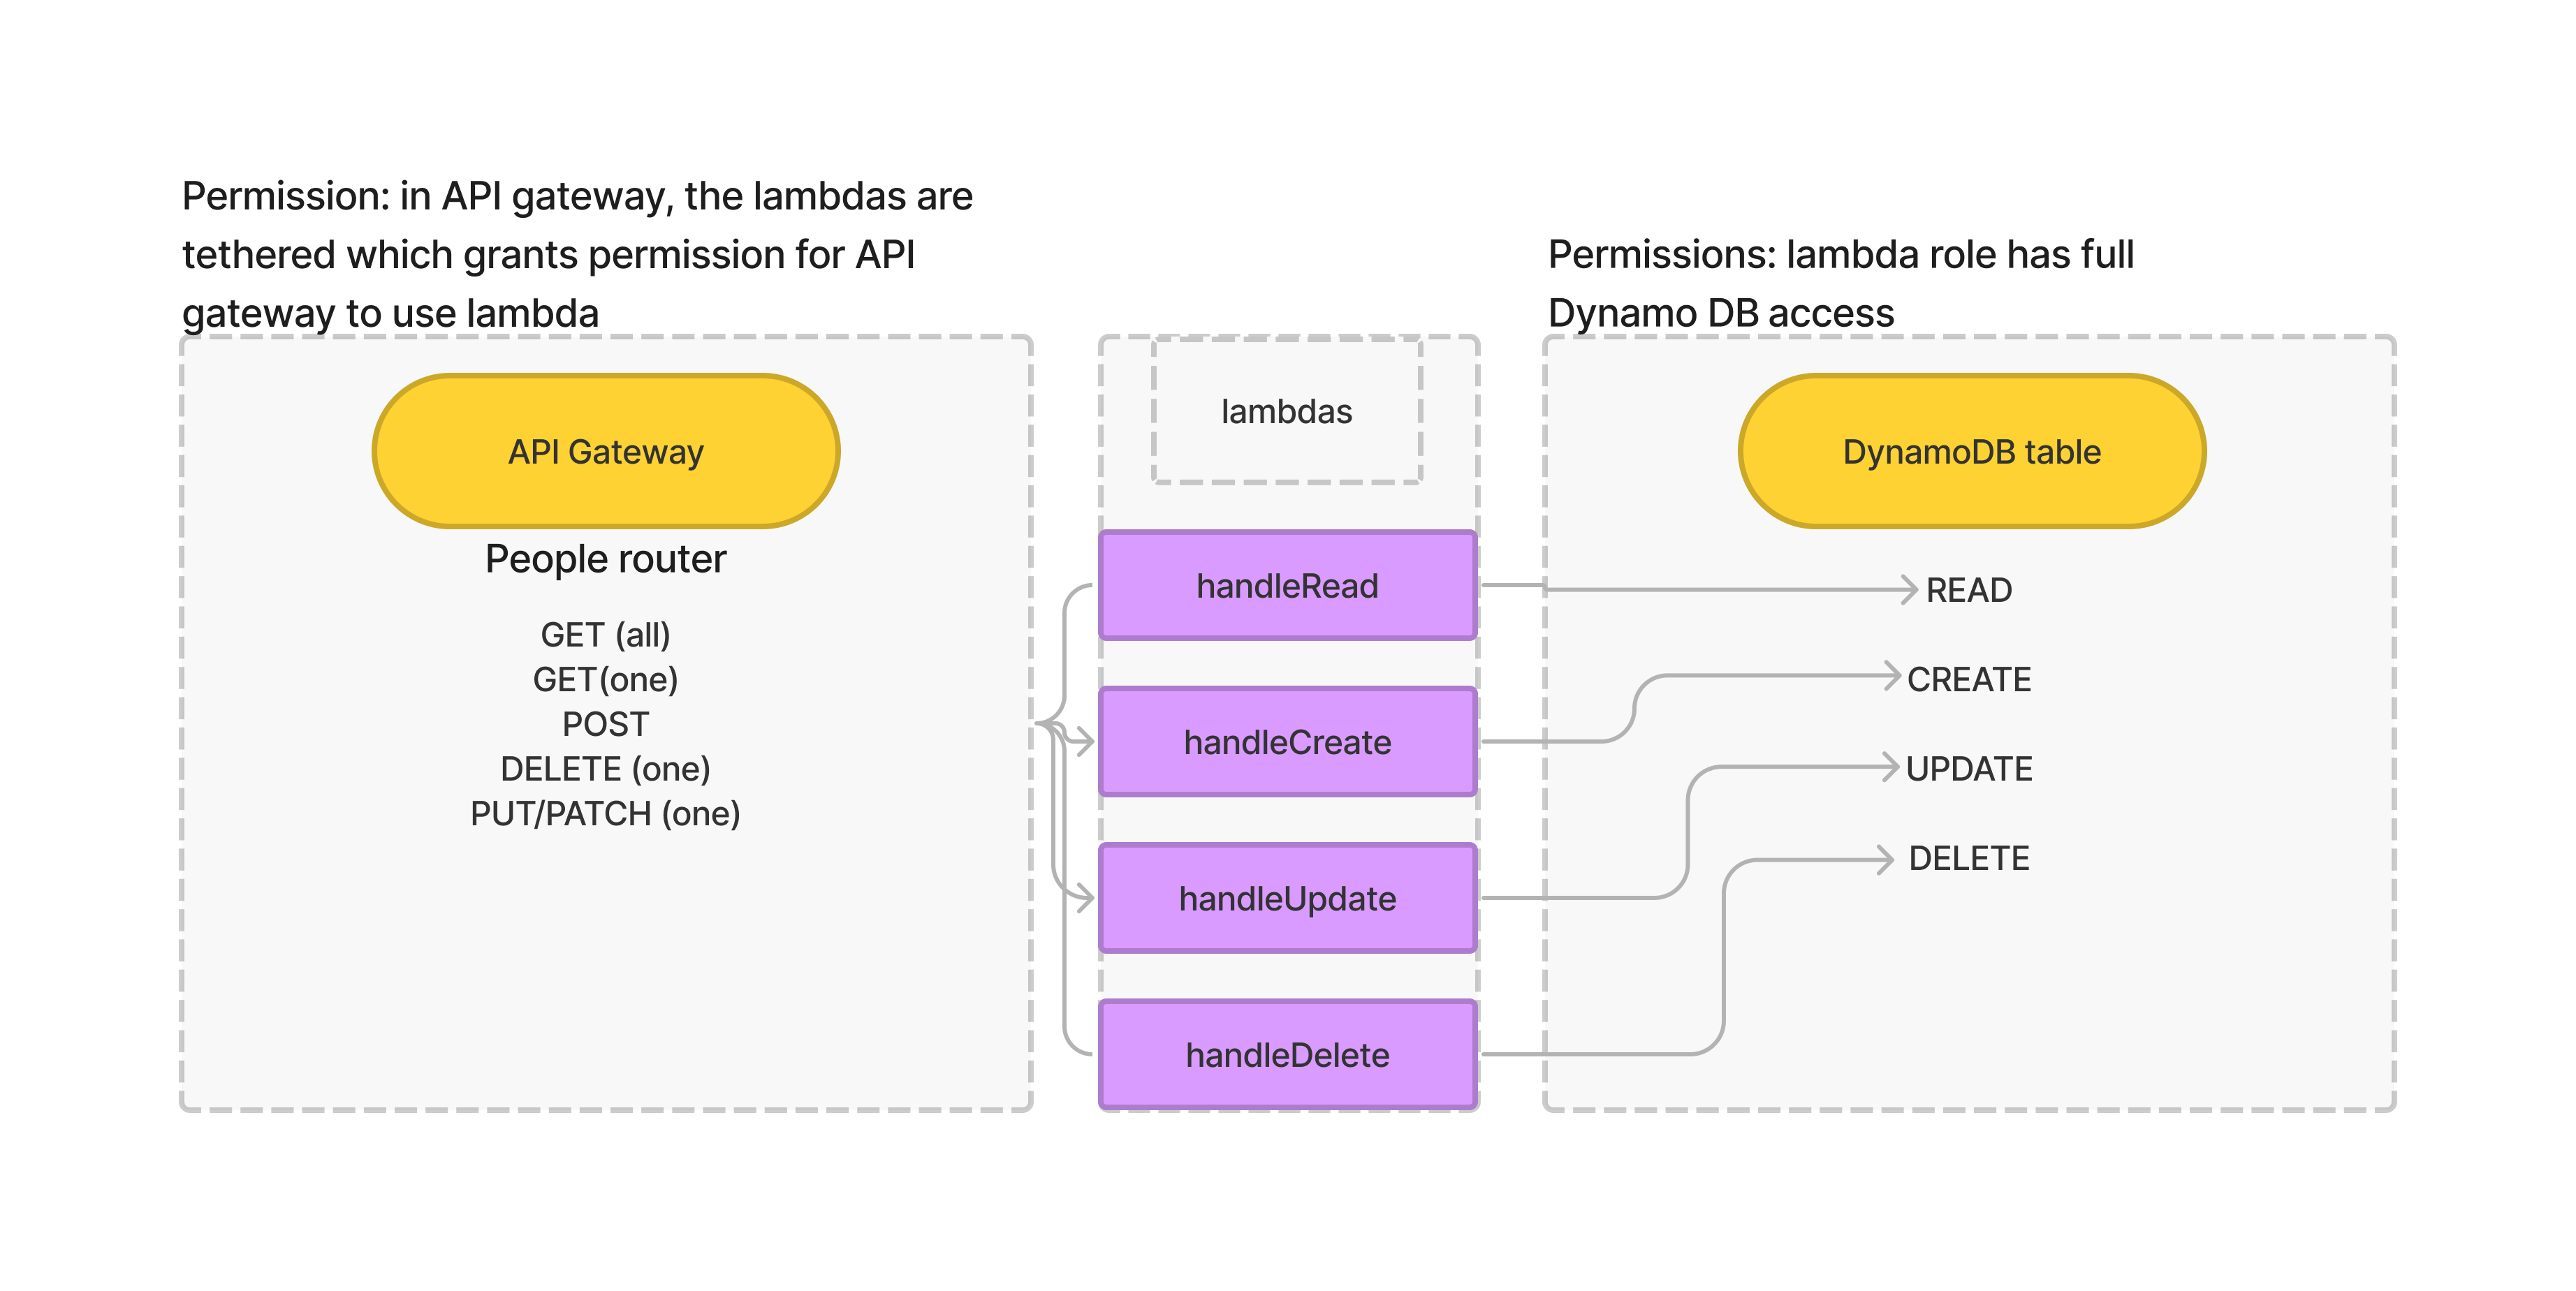 Permission: in API gateway, the lambdas are
tethered which grants permission for API
gateway to use lambda
API Gateway
People router
GET (all)
GET(one)
POST
DELETE (one)
PUT/PATCH (one)
lambdas
handleRead
handleCreate
handleUpdate
handleDelete
Permissions: lambda role has full
Dynamo DB access
DynamoDB table
READ
CREATE
UPDATE
DELETE